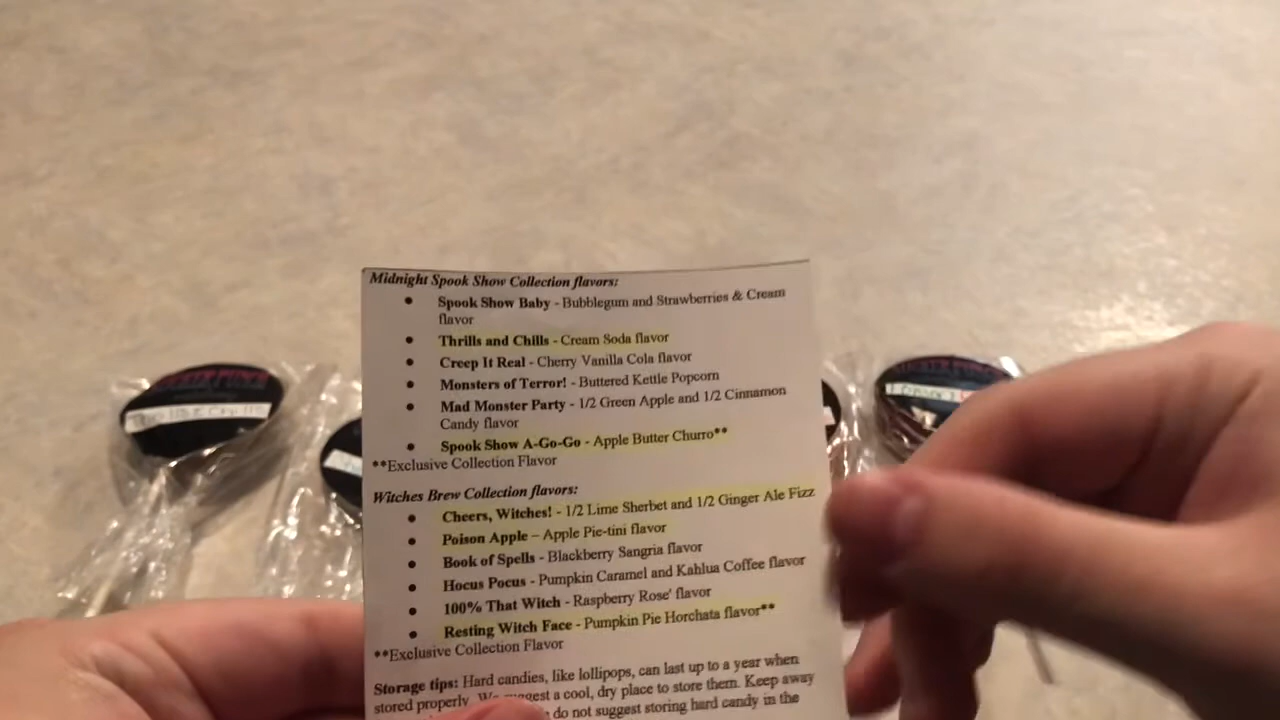 Midnight Spook Show Collection flavors:
• Spook Show Baby - Bubblegum and Strawberries & Cream
flavor
• Thrills and Chills - Cream Soda flavor
• Creep It Real - Cherry Vanilla Cola flavor
• Monsters of Terror! - Buttered Kettle Popcorn
• Mad Monster Party - 1/2 Green Apple and 1/2 Cinnamon
Candy flavor
• Spook Show A-Go-Go - Apple Butter Churro**
**Exclusive Collection Flavor
Witches Brew Collection flavors:
• Cheers, Witches! - 1/2 Lime Sherbet and 1/2 Ginger Ale Fizz
• Poison Apple – Apple Pie-tini flavor
• Book of Spells - Blackberry Sangria flavor
• Hocus Pocus - Pumpkin Caramel and Kahlua Coffee flavor
• 100% That Witch - Raspberry Rose' flavor
• Resting Witch Face - Pumpkin Pie Horchata flavor**
**Exclusive Collection Flavor
Storage tips: Hard candies, like lollipops, can last up to a year when
stored properly. We suggest a cool, dry place to store them. Keep away
do not suggest storing hard candy in the